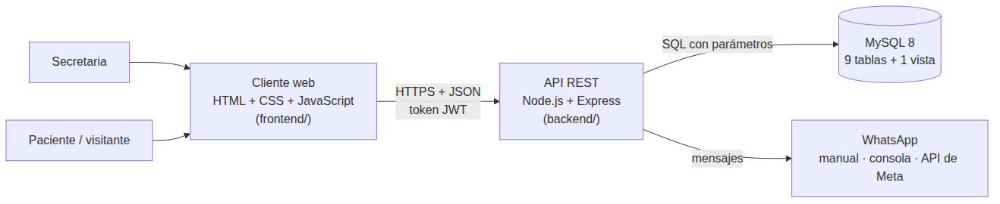 Secretaria
Paciente / visitante
Cliente web
HTML + CSS + JavaScript
(frontend/)
HTTPS + JSON
token JWT
API REST
Node.js + Express
(backend/)
SQL con parámetros
mensajes
MySQL 8
9 tablas + 1 vista
WhatsApp
manual · consola · API de
Meta